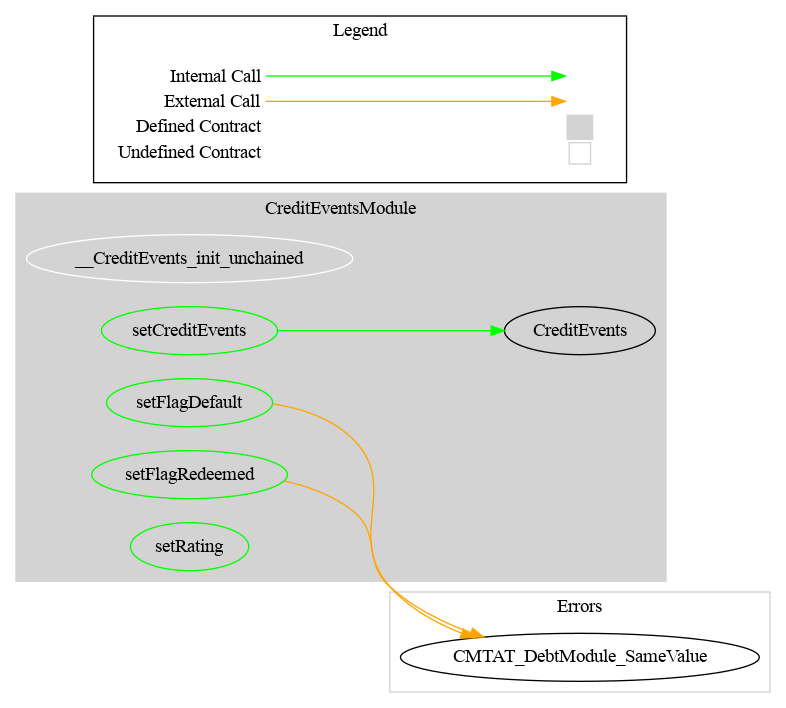 Legend
Internal Call
External Call
Defined Contract
Undefined Contract
CreditEventsModule
__CreditEvents_init_unchained
setCreditEvents
CreditEvents
setFlagDefault
setFlagRedeemed
setRating
Errors
CMTAT_DebtModule_SameValue